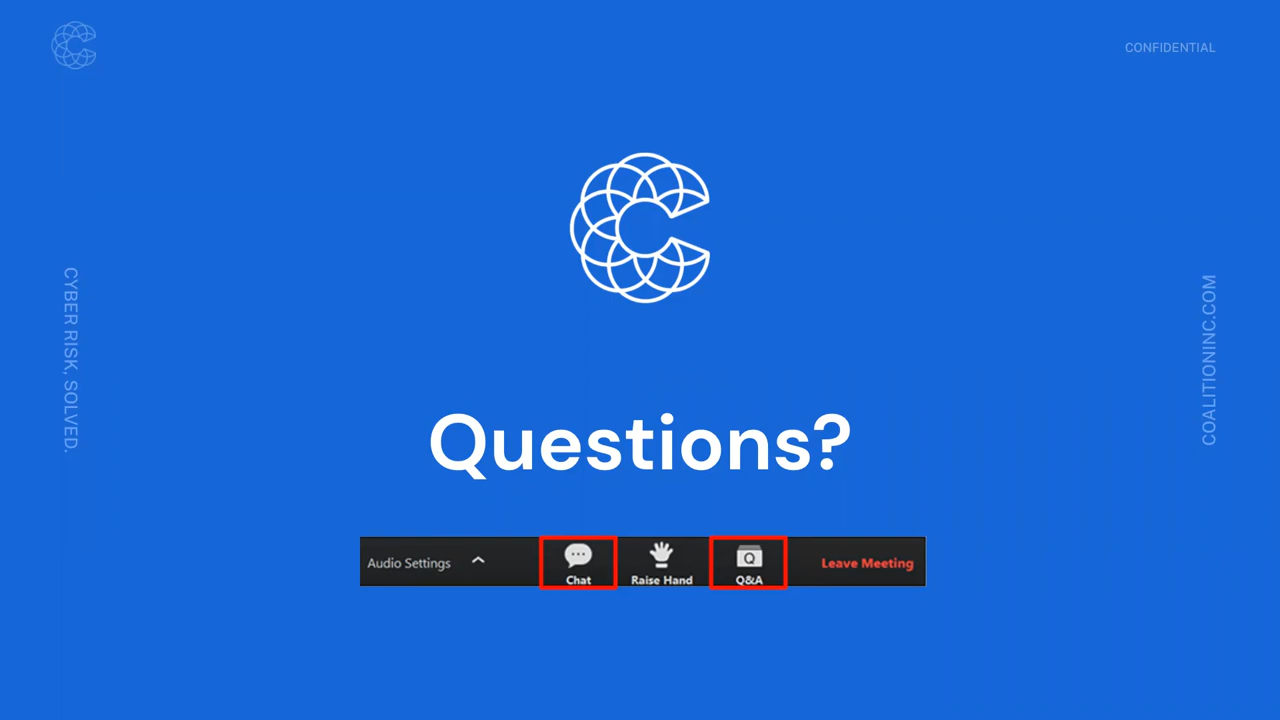 CONFIDENTIAL
CYBER RISK, SOLVED.
COALITIONINC.COM
Questions?
Audio Settings
Chat
Raise Hand
Q
Q&A
Leave Meeting